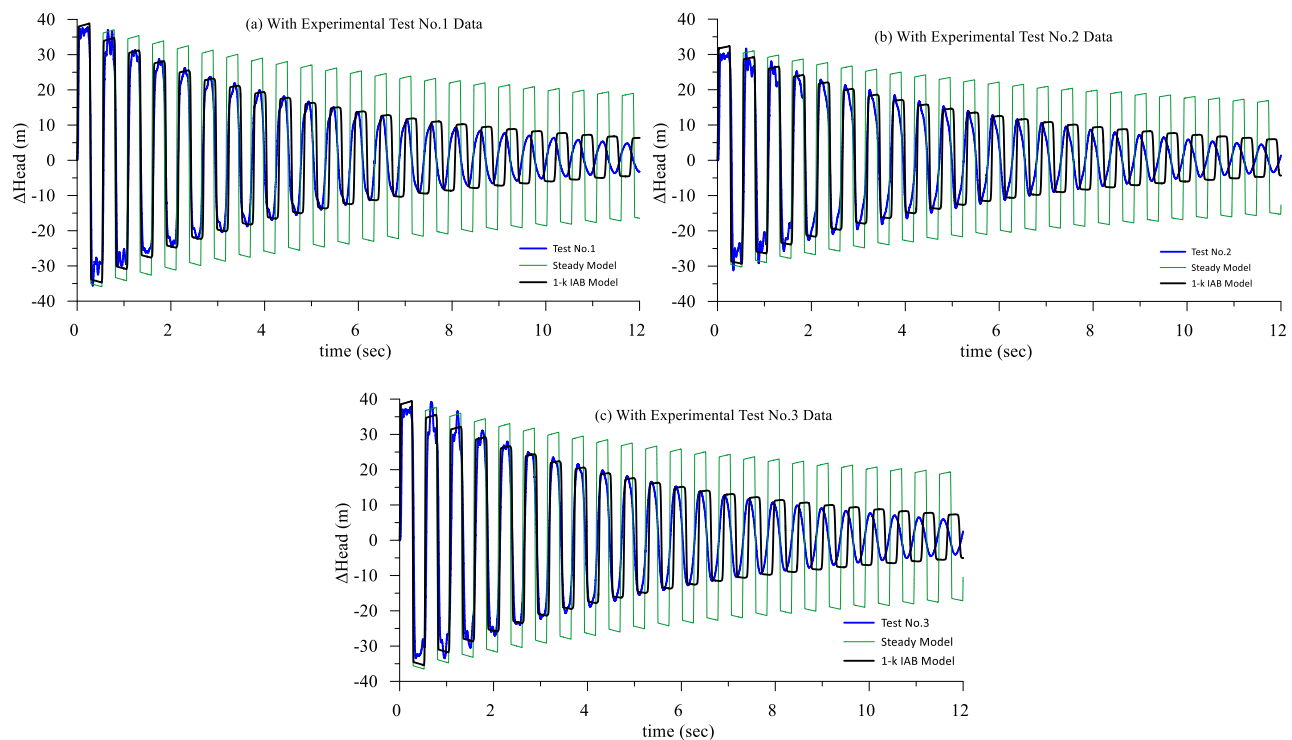 (a) With Experimental Test No.1 Data
40
30
20
10
0
-10
-20
-30
-40
ΔHead (m)
Test No.1
Steady Model
1-k IAB Model
0 2 4 6 8 10 12
time (sec)
(b) With Experimental Test No.2 Data
40
30
20
10
0
-10
-20
-30
-40
ΔHead (m)
Test No.2
Steady Model
1-k IAB Model
0 2 4 6 8 10 12
time (sec)
(c) With Experimental Test No.3 Data
40
30
20
10
0
-10
-20
-30
-40
ΔHead (m)
Test No.3
Steady Model
1-k IAB Model
0 2 4 6 8 10 12
time (sec)